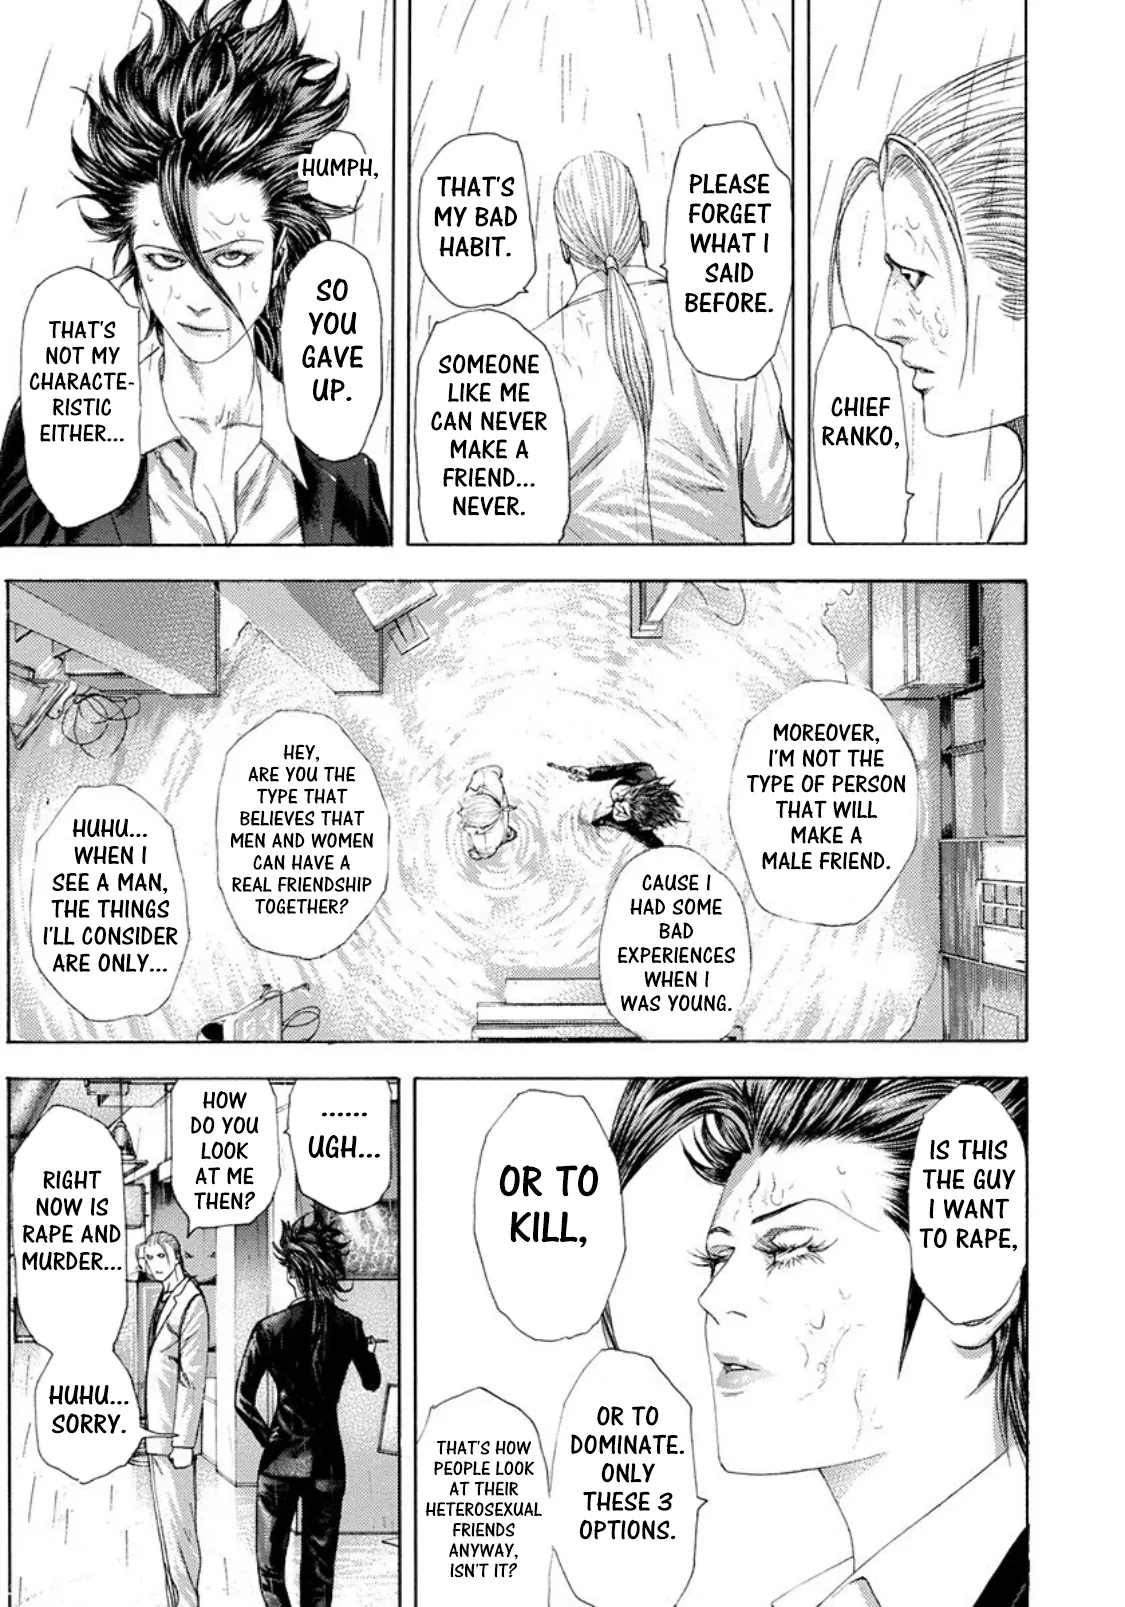 CHIEF
RANKO,
PLEASE
FORGET
WHAT I
SAID
BEFORE.
THAT'S
MY BAD
HABIT.
SOMEONE
LIKE ME
CAN NEVER
MAKE A
FRIEND...
NEVER.
HUMPH,
SO
YOU
GAVE
UP.
THAT'S
NOT MY
CHARACTE-
RISTIC
EITHER...
MOREOVER,
I'M NOT THE
TYPE OF PERSON
THAT WILL
MAKE A
MALE FRIEND.
CAUSE I
HAD SOME
BAD
EXPERIENCES
WHEN I
WAS YOUNG.
HEY,
ARE YOU THE
TYPE THAT
BELIEVES THAT
MEN AND WOMEN
CAN HAVE A
REAL FRIENDSHIP
TOGETHER?
HUHU...
WHEN I
SEE A MAN,
THE THINGS
I'LL CONSIDER
ARE ONLY...
IS THIS
THE GUY
I WANT
TO RAPE,
OR TO
KILL,
OR TO
DOMINATE.
ONLY
THESE 3
OPTIONS.
THAT'S HOW
PEOPLE LOOK
AT THEIR
HETEROSEXUAL
FRIENDS
ANYWAY,
ISN'T IT?
......
UGH...
HOW
DO YOU
LOOK
AT ME
THEN?
RIGHT
NOW IS
RAPE AND
MURDER...
HUHU...
SORRY.